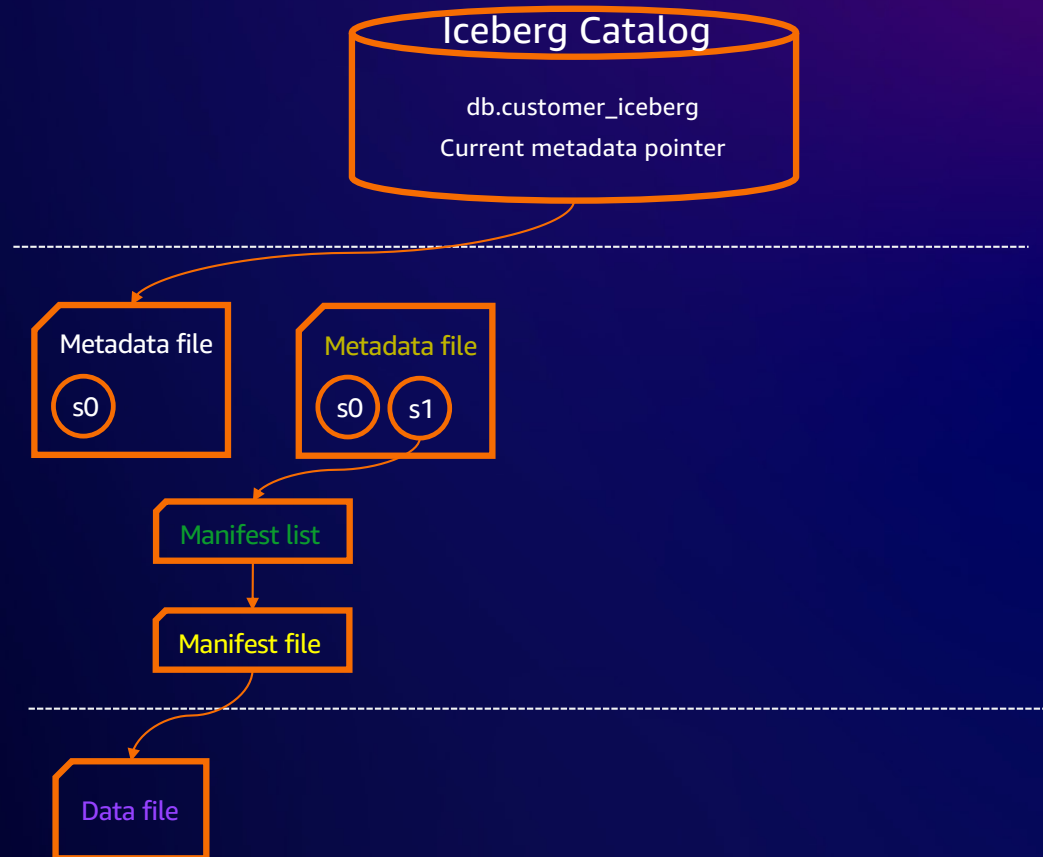 Iceberg Catalog
db.customer_iceberg
Current metadata pointer
Metadata file
s0
Metadata file
s0 s1
Manifest list
Manifest file
Data file